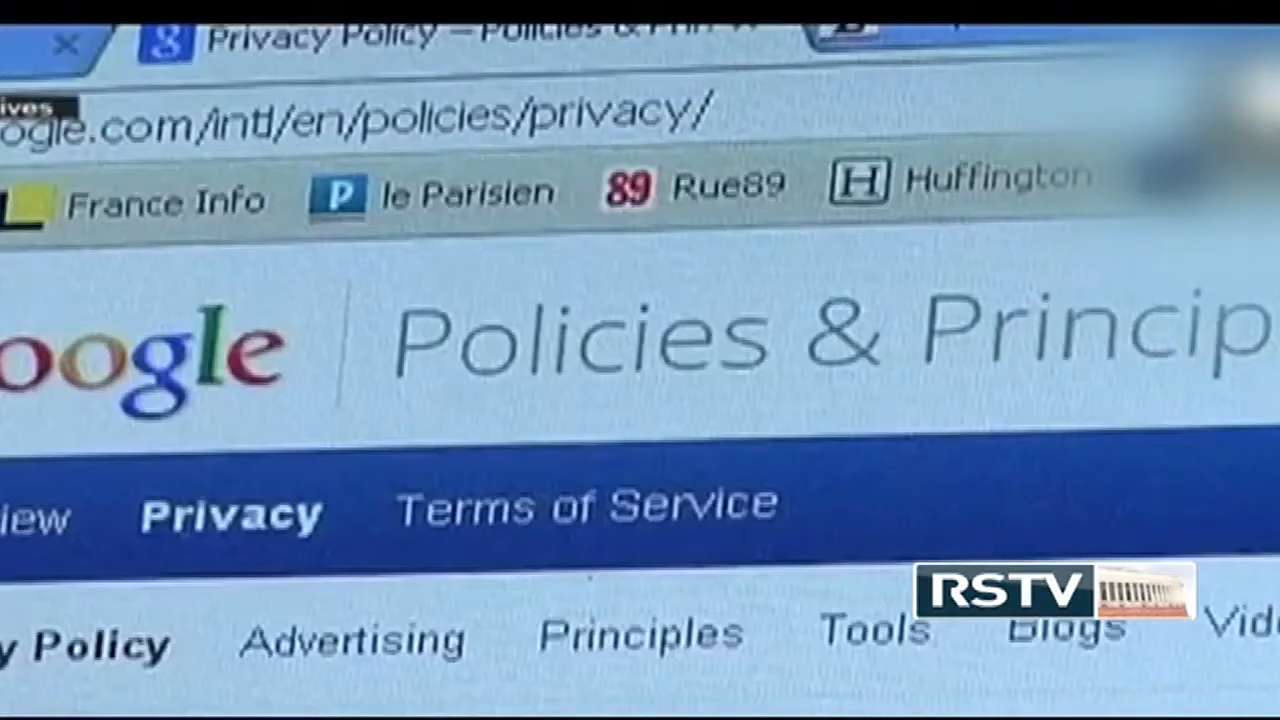 Privacy Policy – Policies &
ives
ogle.com/intl/en/policies/privacy/
France Info le Parisien 89 Rue89 H Huffington
oogle Policies & Princip
iew Privacy Terms of Service
RSTV
y Policy Advertising Principles Tools Blogs Vid